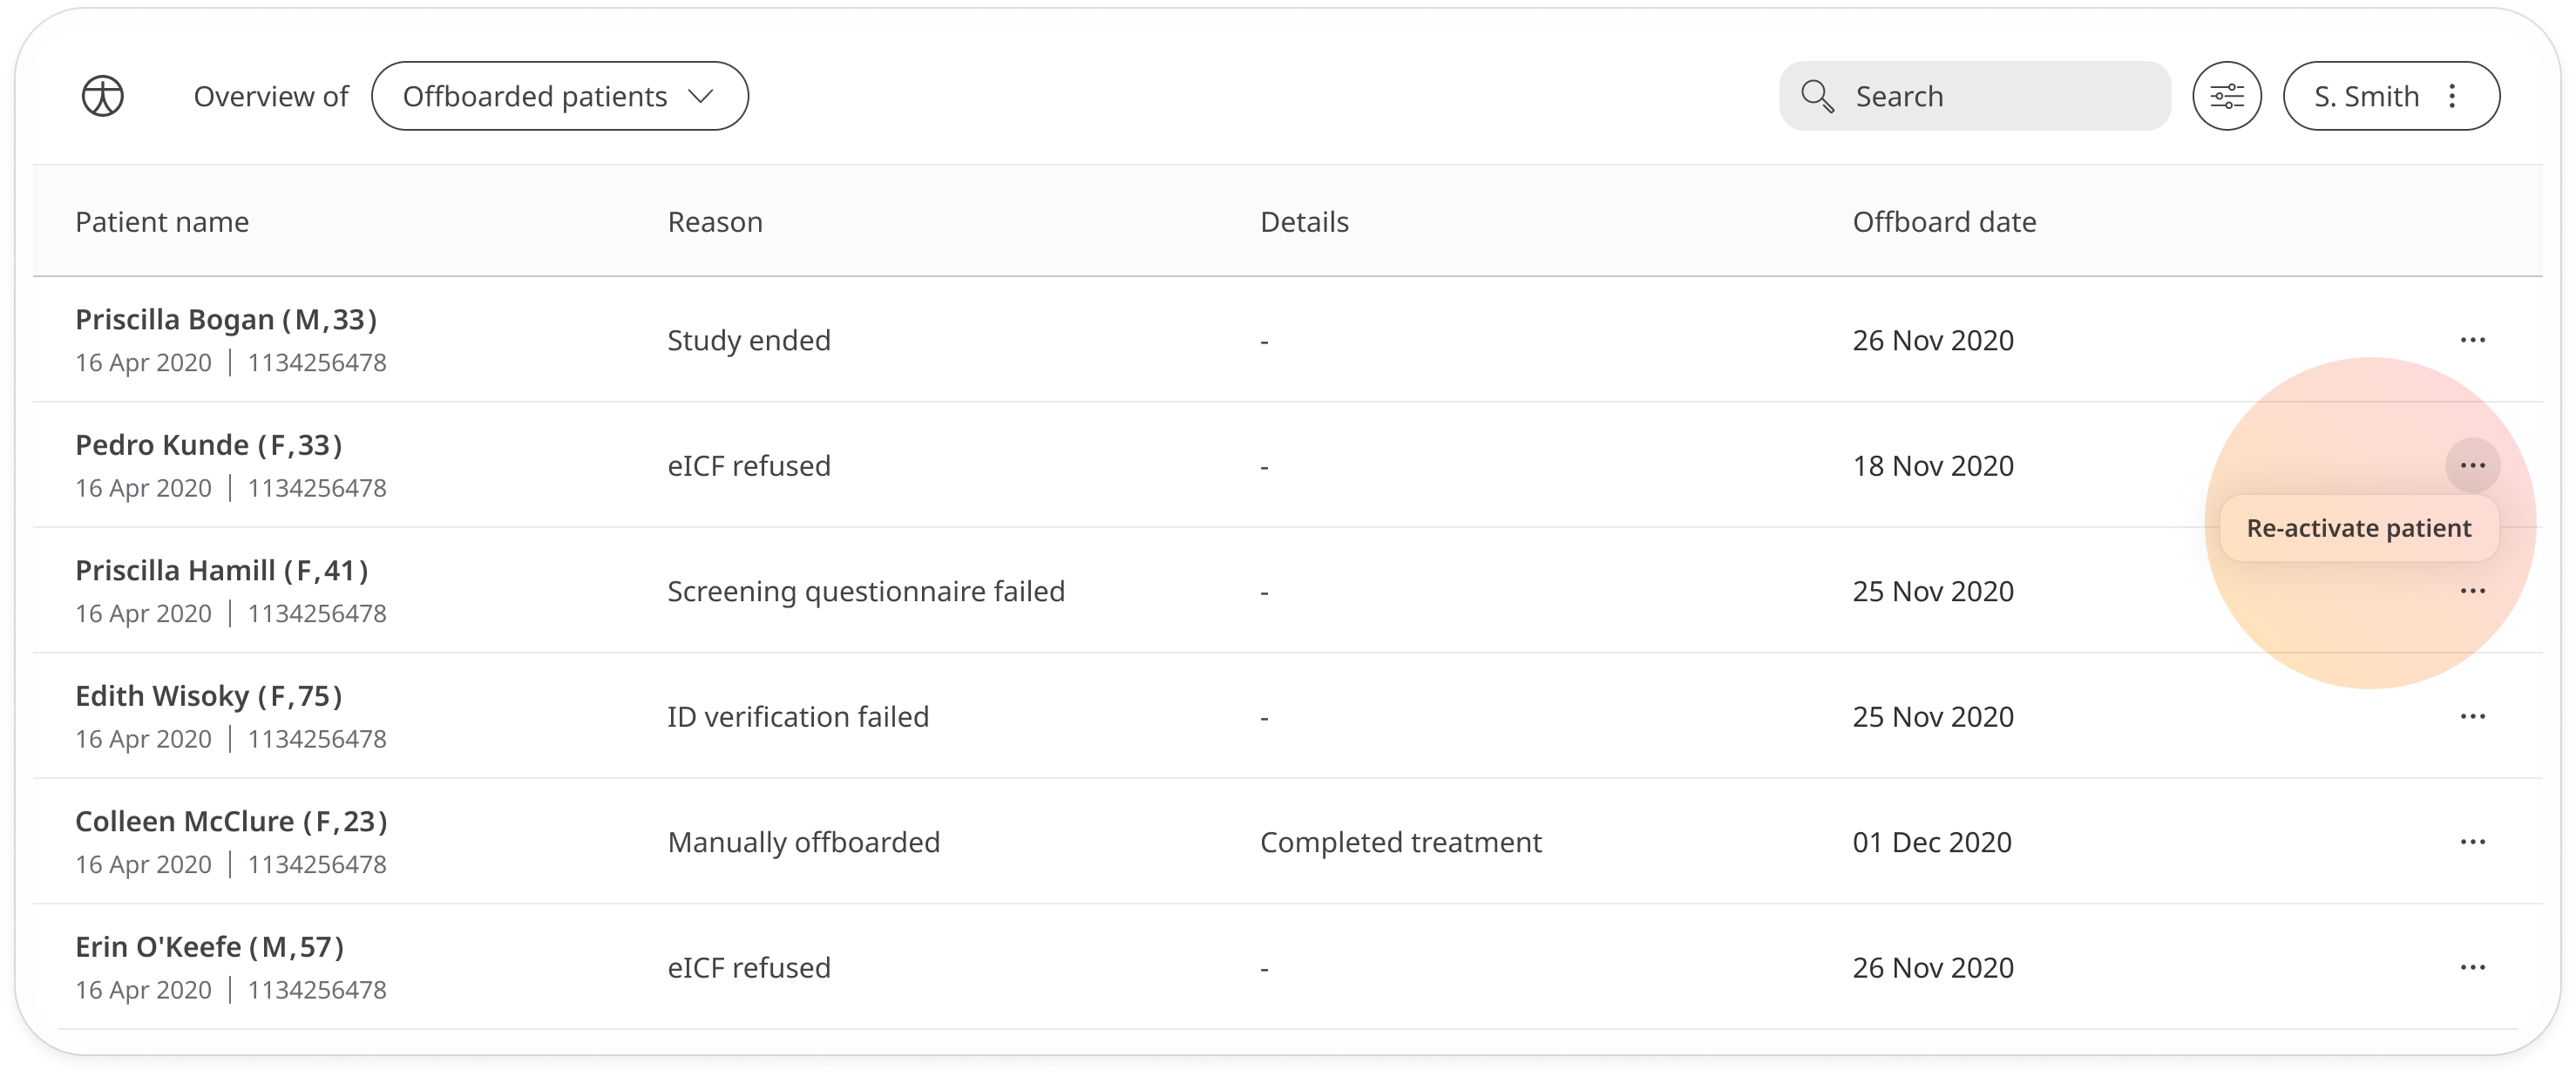 Overview of Offboarded patients Search S. Smith
Patient name Reason Details Offboard date
Priscilla Bogan (M,33)
16 Apr 2020 | 1134256478
Study ended - 26 Nov 2020
Pedro Kunde (F,33)
16 Apr 2020 | 1134256478
eICF refused - 18 Nov 2020
Re-activate patient
Priscilla Hamill (F,41)
16 Apr 2020 | 1134256478
Screening questionnaire failed - 25 Nov 2020
Edith Wisoky (F,75)
16 Apr 2020 | 1134256478
ID verification failed - 25 Nov 2020
Colleen McClure (F,23)
16 Apr 2020 | 1134256478
Manually offboarded Completed treatment 01 Dec 2020
Erin O'Keefe (M,57)
16 Apr 2020 | 1134256478
eICF refused - 26 Nov 2020